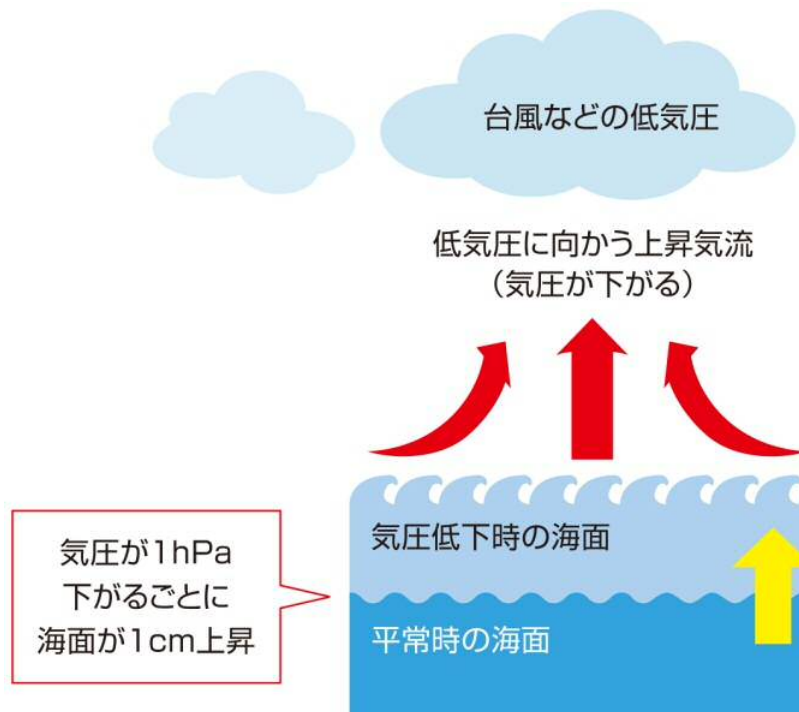 台風などの低気圧
低気圧に向かう上昇気流
（気圧が下がる）
気圧低下時の海面
気圧が1hPa
下がるごとに
海面が1cm上昇
平常時の海面